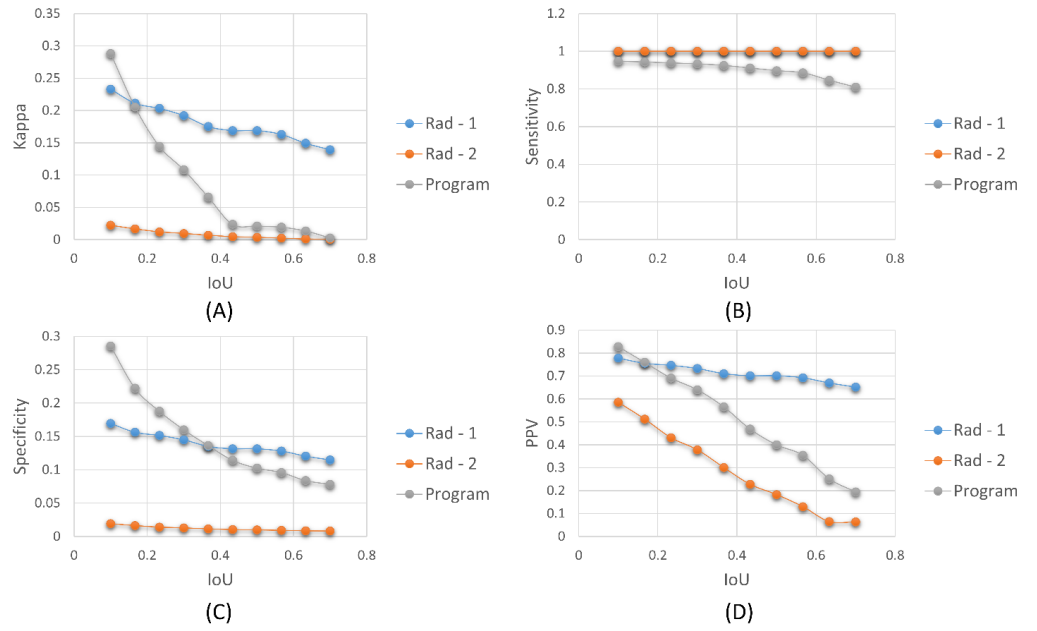 0.35
0.3
0.25
0.2
0.15
0.1
0.05
0
0 0.2 0.4 0.6 0.8
Kappa
IoU
Rad - 1
Rad - 2
Program
(A)
1.2
1
0.8
0.6
0.4
0.2
0
0 0.2 0.4 0.6 0.8
Sensitivity
IoU
Rad - 1
Rad - 2
Program
(B)
0.3
0.25
0.2
0.15
0.1
0.05
0
0 0.2 0.4 0.6 0.8
Specificity
IoU
Rad - 1
Rad - 2
Program
(C)
0.9
0.8
0.7
0.6
0.5
0.4
0.3
0.2
0.1
0
0 0.2 0.4 0.6 0.8
PPV
IoU
Rad - 1
Rad - 2
Program
(D)